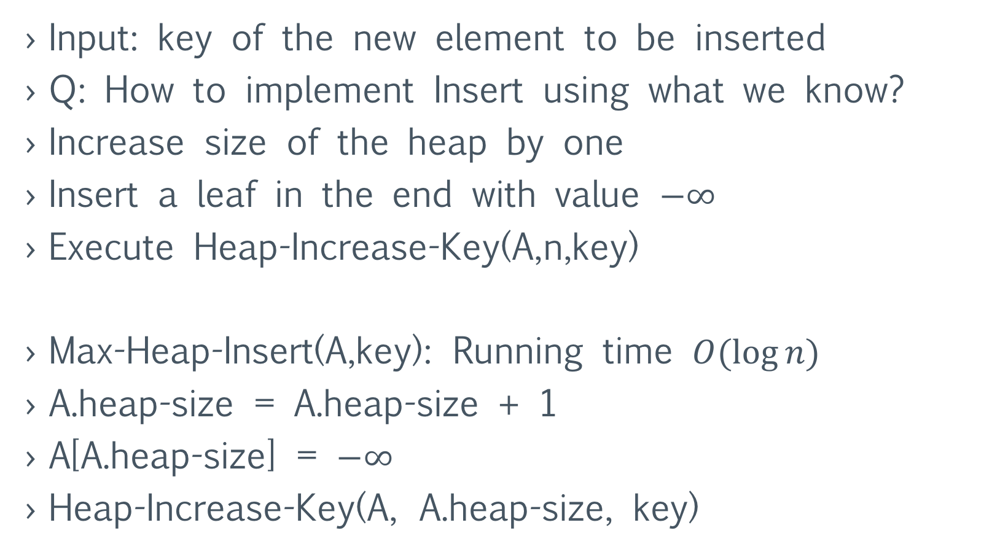 › Input: key of the new element to be inserted
› Q: How to implement Insert using what we know?
› Increase size of the heap by one
› Insert a leaf in the end with value −∞
› Execute Heap-Increase-Key(A,n,key)
› Max-Heap-Insert(A,key): Running time O(log n)
› A.heap-size = A.heap-size + 1
› A[A.heap-size] = −∞
› Heap-Increase-Key(A, A.heap-size, key)